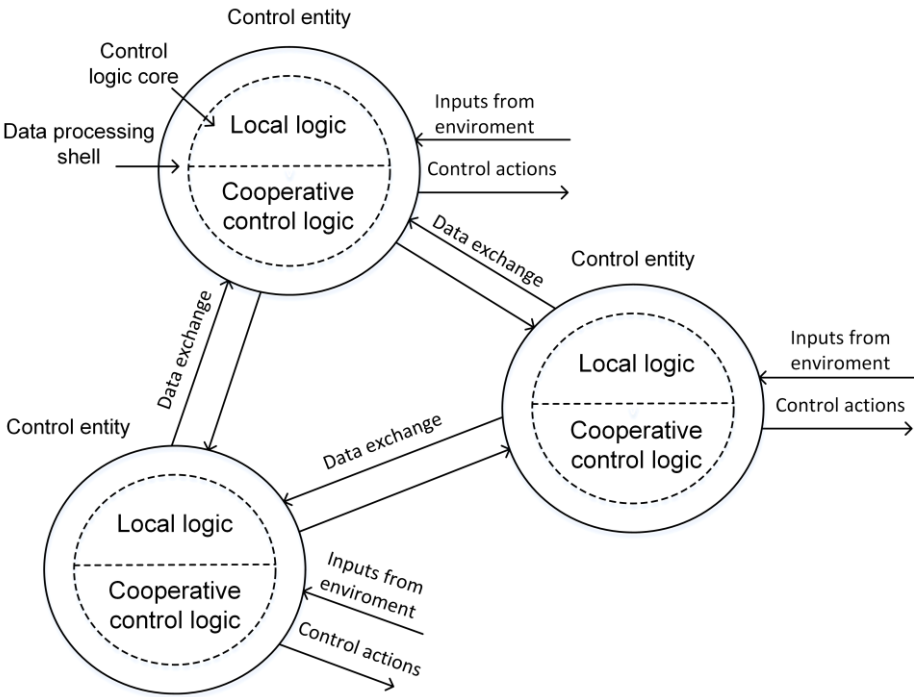 Control entity
Control
logic core
Data processing
shell
Local logic
Cooperative
control logic
Inputs from
enviroment
Control actions
Data exchange
Control entity
Local logic
Cooperative
control logic
Inputs from
enviroment
Control actions
Data exchange
Data exchange
Control entity
Local logic
Cooperative
control logic
Inputs from
enviroment
Control actions